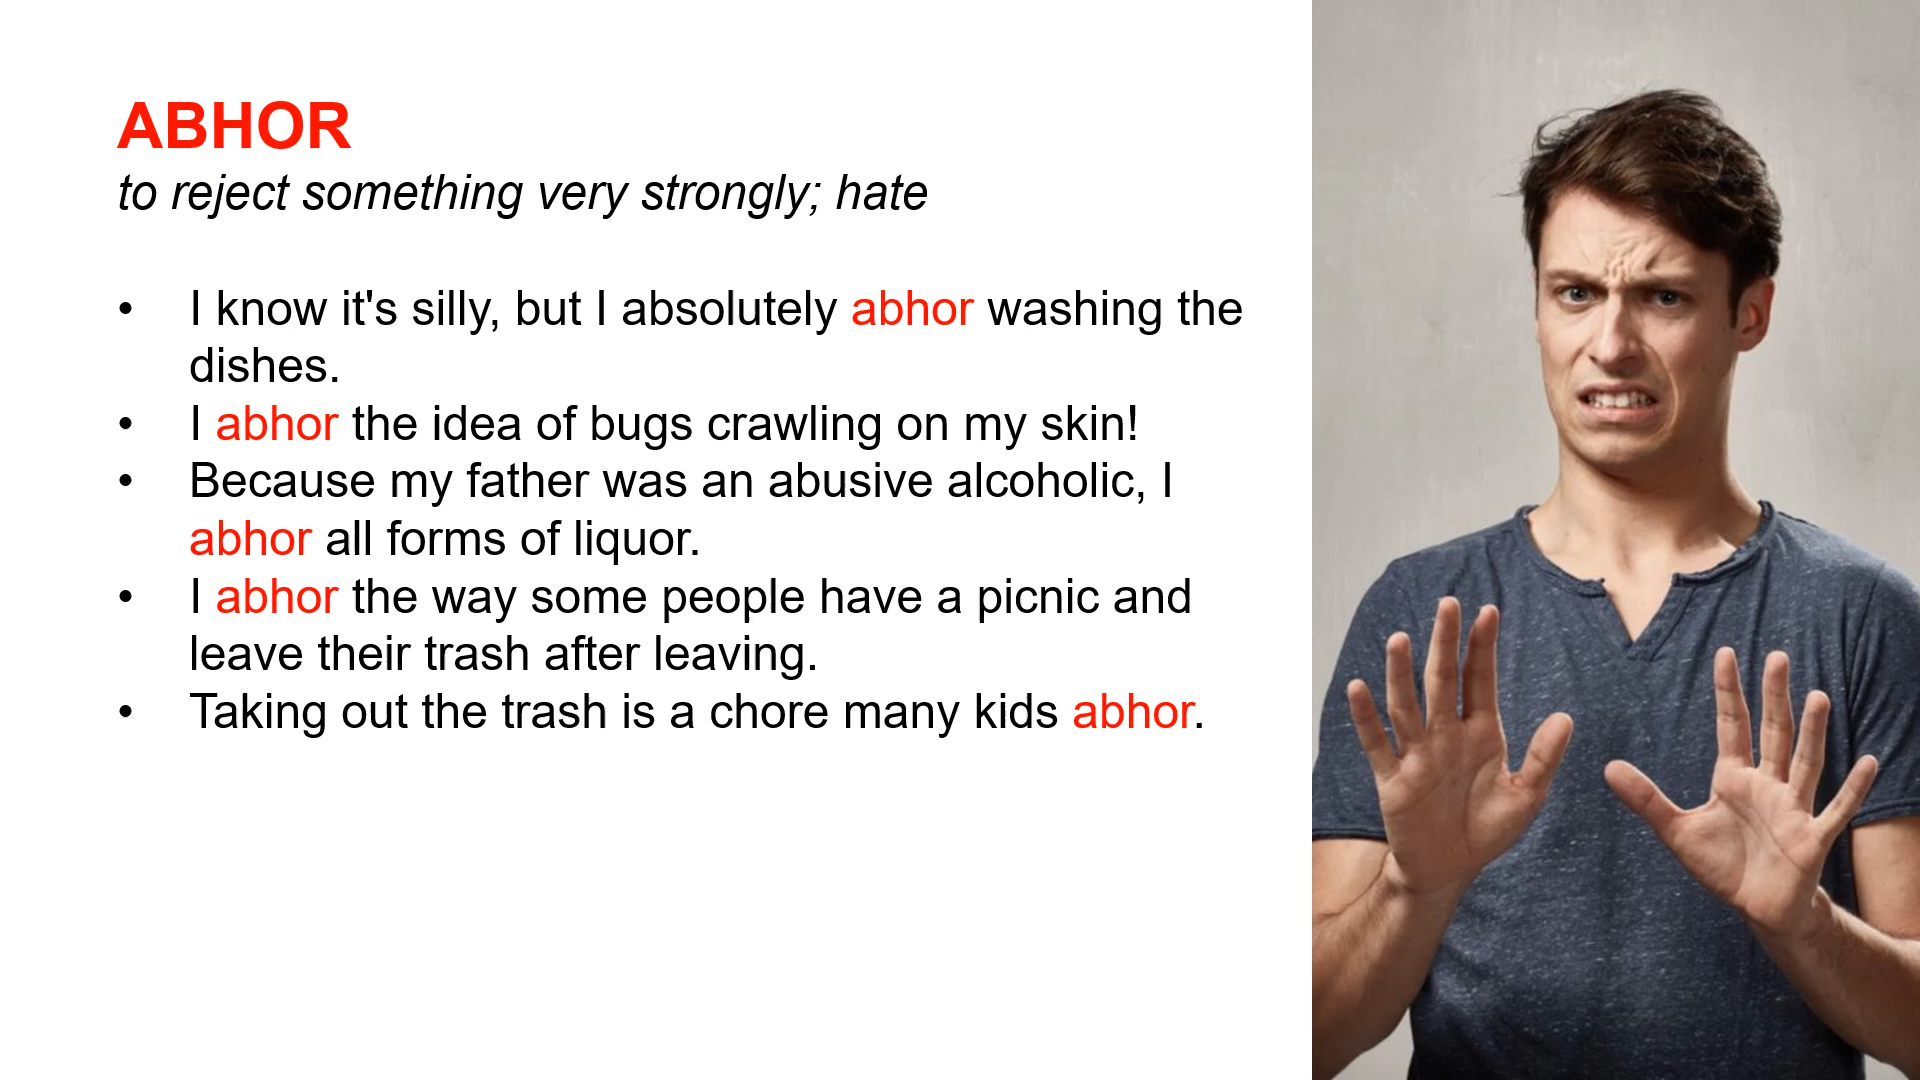 ABHOR
to reject something very strongly; hate
• I know it's silly, but I absolutely abhor washing the
dishes.
• I abhor the idea of bugs crawling on my skin!
• Because my father was an abusive alcoholic, I
abhor all forms of liquor.
• I abhor the way some people have a picnic and
leave their trash after leaving.
• Taking out the trash is a chore many kids abhor.